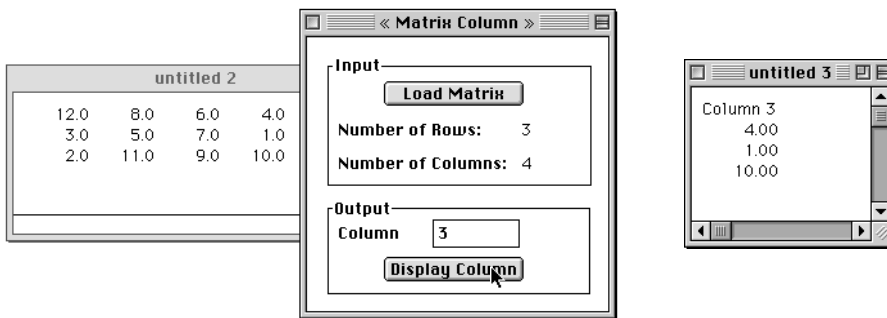 untitled 2
12.0 8.0 6.0 4.0
3.0 5.0 7.0 1.0
2.0 11.0 9.0 10.0
« Matrix Column »
Input
Load Matrix
Number of Rows: 3
Number of Columns: 4
Output
Column 3
Display Column
untitled 3
Column 3
4.00
1.00
10.00